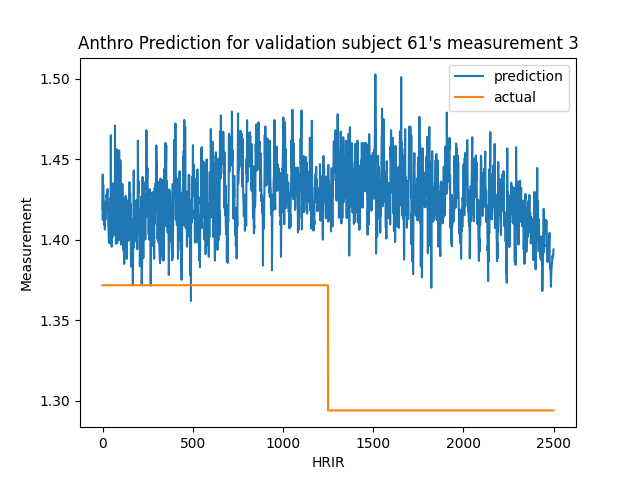 Anthro Prediction for validation subject 61's measurement 3
prediction
actual
1.50
1.45
1.40
1.35
1.30
Measurement
0
500
1000
1500
2000
2500
HRIR